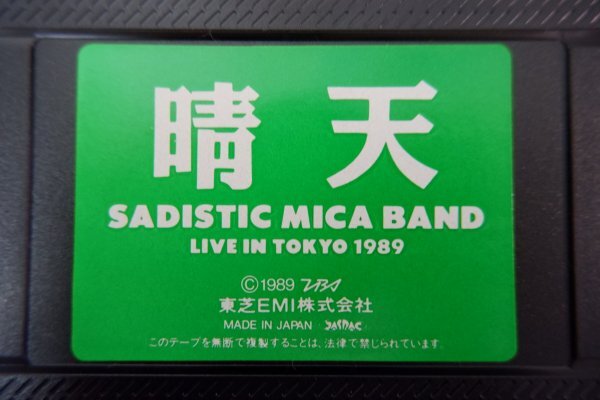 晴天
SADISTIC MICA BAND
LIVE IN TOKYO 1989
©1989
東芝EMI株式会社
MADE IN JAPAN JASRAC
このテープを無断で複製することは、法律で禁じられています.